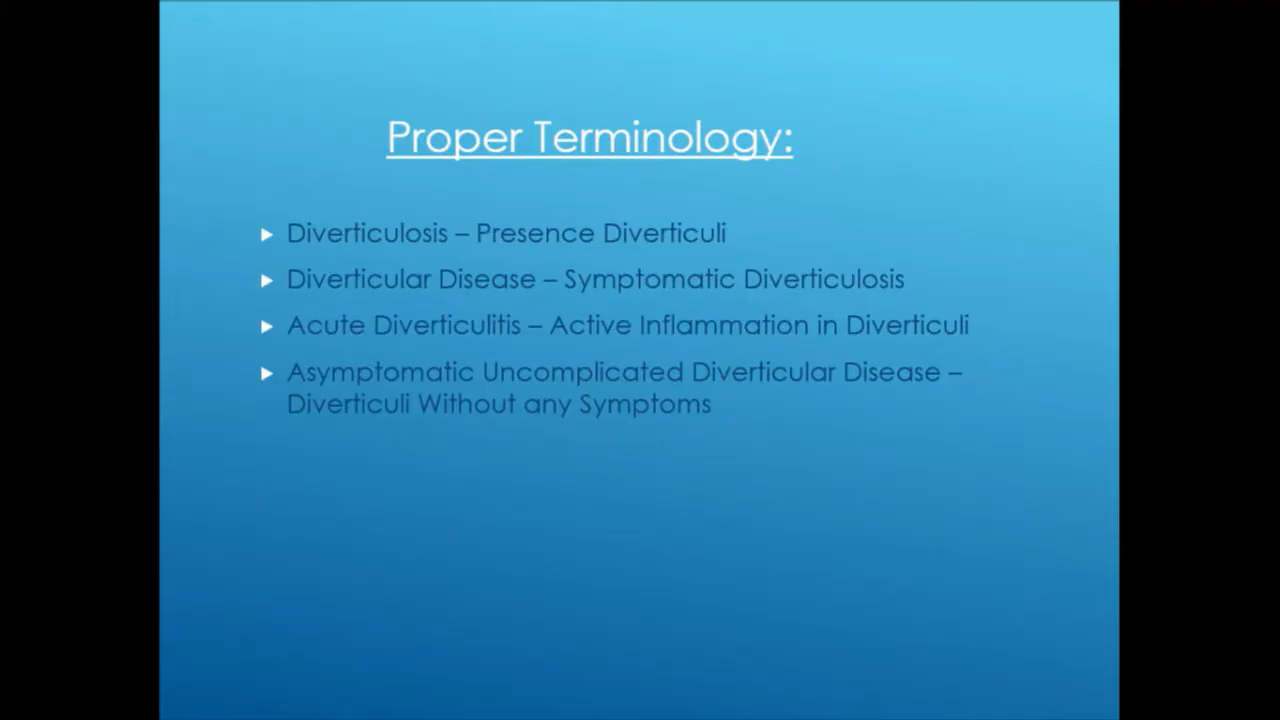 Proper Terminology:
Diverticulosis – Presence Diverticuli
Diverticular Disease – Symptomatic Diverticulosis
Acute Diverticulitis – Active Inflammation in Diverticuli
Asymptomatic Uncomplicated Diverticular Disease –
Diverticuli Without any Symptoms